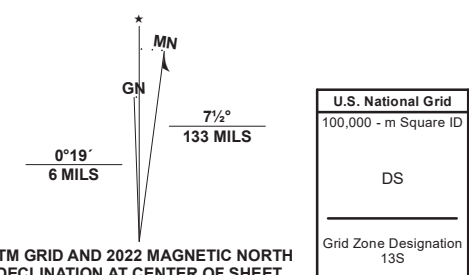 ★
MN
GN
7½°
133 MILS
0°19´
6 MILS
TM GRID AND 2022 MAGNETIC NORTH
DECLINATION AT CENTER OF SHEET
U.S. National Grid
100,000 - m Square ID
DS
Grid Zone Designation
13S